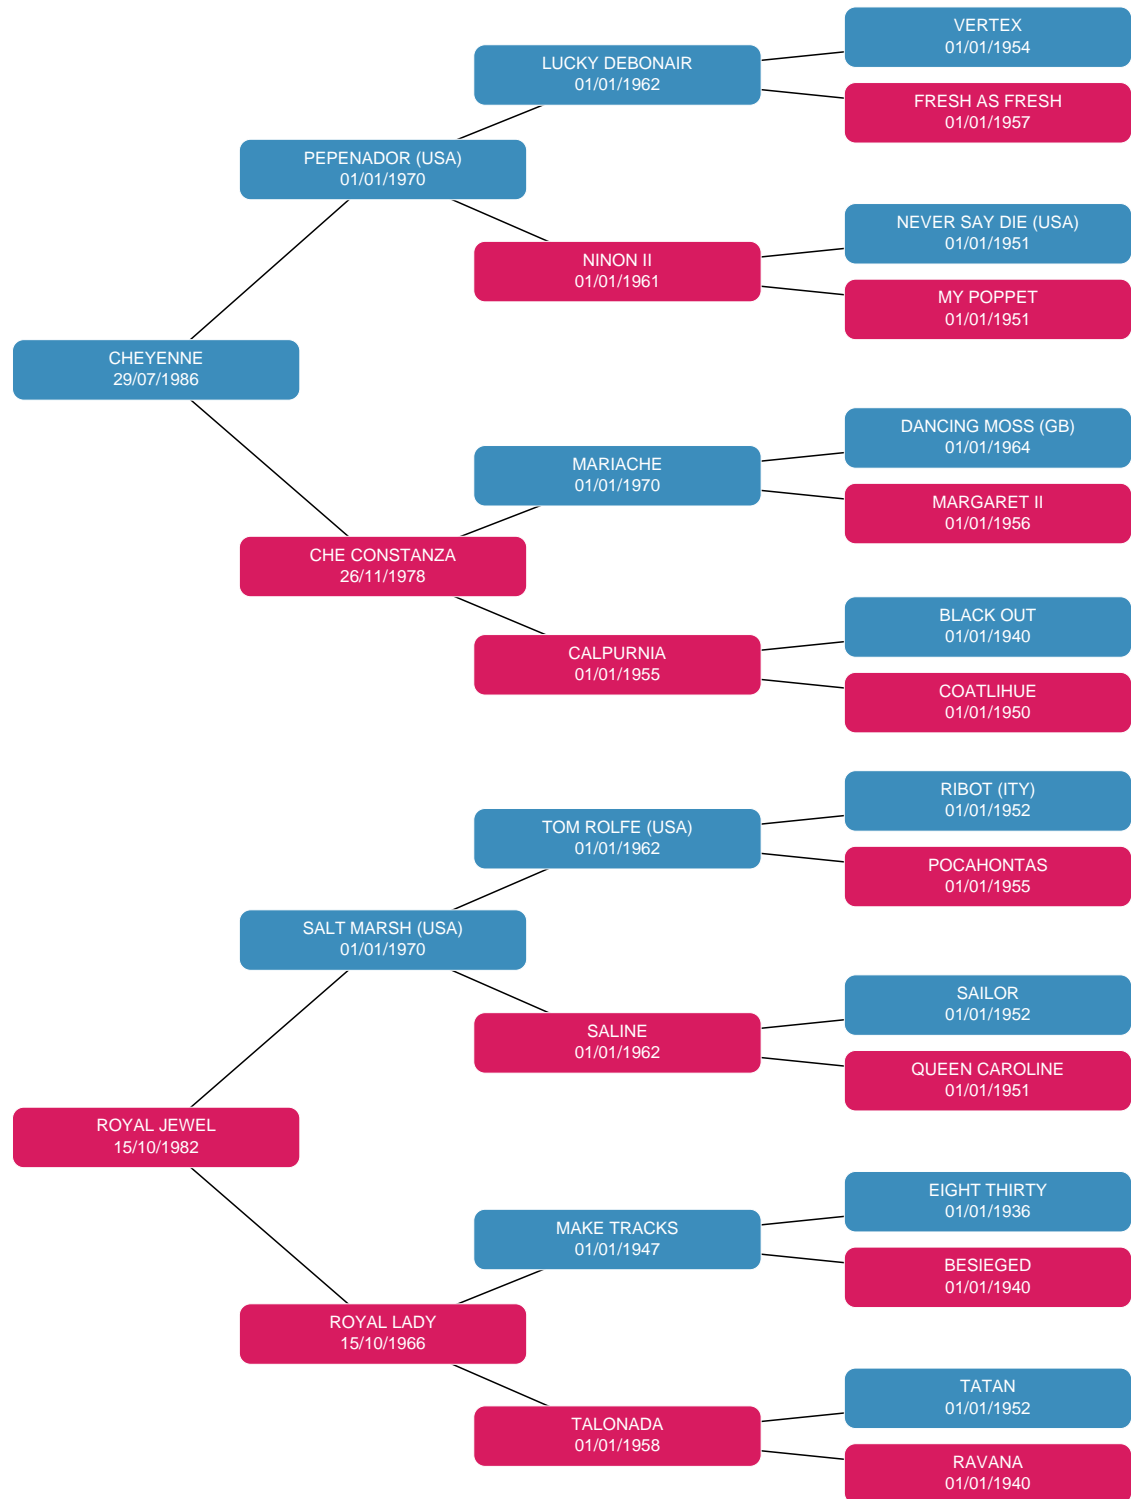 VERTEX
01/01/1954
LUCKY DEBONAIR
01/01/1962
FRESH AS FRESH
01/01/1957
PEPENADOR (USA)
01/01/1970
NEVER SAY DIE (USA)
01/01/1951
NINON II
01/01/1961
MY POPPET
01/01/1951
CHEYENNE
29/07/1986
DANCING MOSS (GB)
01/01/1964
MARIACHE
01/01/1970
MARGARET II
01/01/1956
CHE CONSTANZA
26/11/1978
BLACK OUT
01/01/1940
CALPURNIA
01/01/1955
COATLIHUE
01/01/1950
RIBOT (ITY)
01/01/1952
TOM ROLFE (USA)
01/01/1962
POCAHONTAS
01/01/1955
SALT MARSH (USA)
01/01/1970
SAILOR
01/01/1952
SALINE
01/01/1962
QUEEN CAROLINE
01/01/1951
ROYAL JEWEL
15/10/1982
EIGHT THIRTY
01/01/1936
MAKE TRACKS
01/01/1947
BESIEGED
01/01/1940
ROYAL LADY
15/10/1966
TATAN
01/01/1952
TALONADA
01/01/1958
RAVANA
01/01/1940